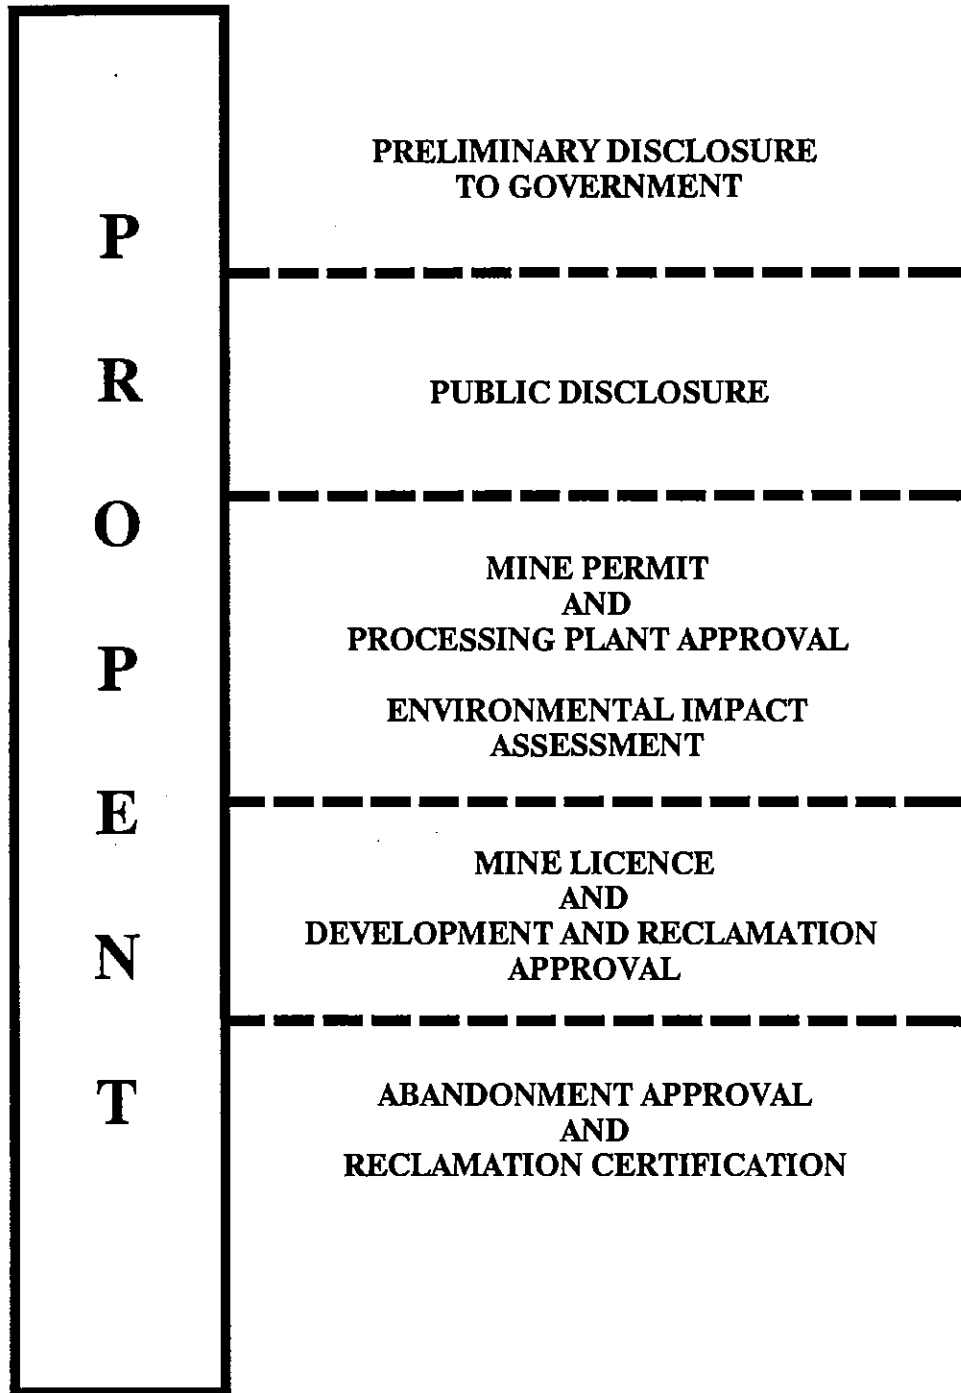 PROPENT
PRELIMINARY DISCLOSURE
TO GOVERNMENT
PUBLIC DISCLOSURE
MINE PERMIT
AND
PROCESSING PLANT APPROVAL
ENVIRONMENTAL IMPACT
ASSESSMENT
MINE LICENCE
AND
DEVELOPMENT AND RECLAMATION
APPROVAL
ABANDONMENT APPROVAL
AND
RECLAMATION CERTIFICATION